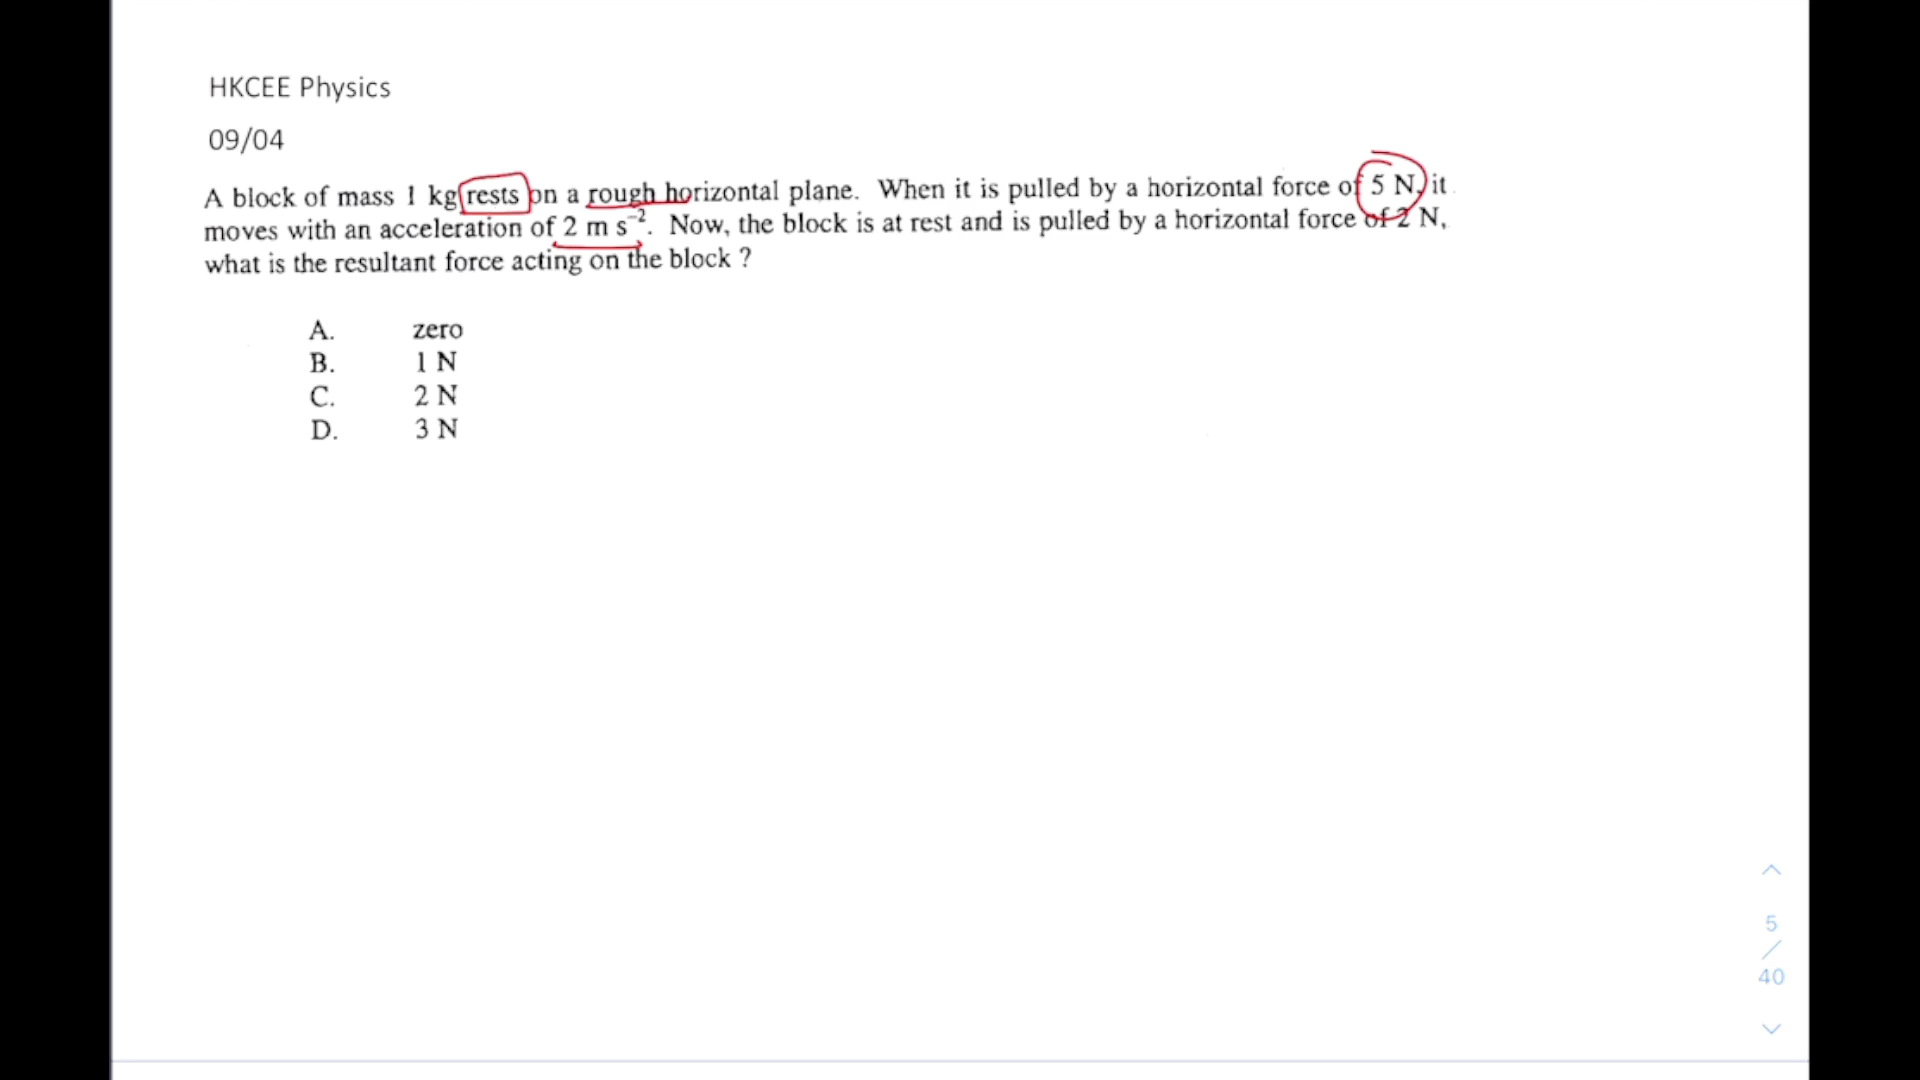 HKCEE Physics
09/04
A block of mass 1 kg rests on a rough horizontal plane. When it is pulled by a horizontal force of 5 N, it
moves with an acceleration of 2 m s⁻². Now, the block is at rest and is pulled by a horizontal force of 2 N,
what is the resultant force acting on the block ?
A. zero
B. 1 N
C. 2 N
D. 3 N
5
/
40